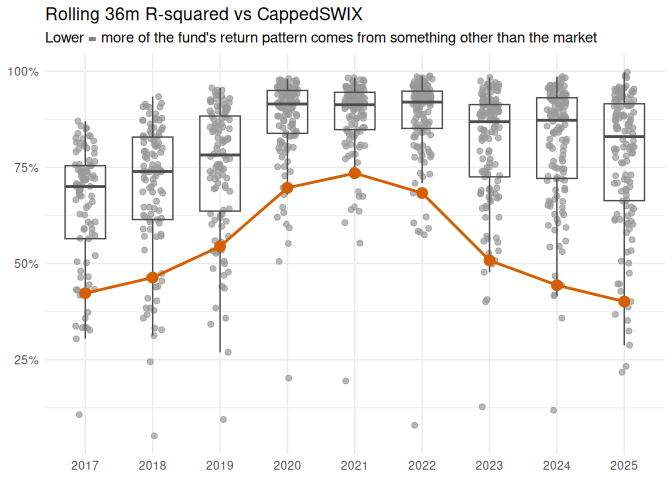 Rolling 36m R-squared vs CappedSWIX
Lower = more of the fund's return pattern comes from something other than the market
100%
75%
50%
25%
2017 2018 2019 2020 2021 2022 2023 2024 2025